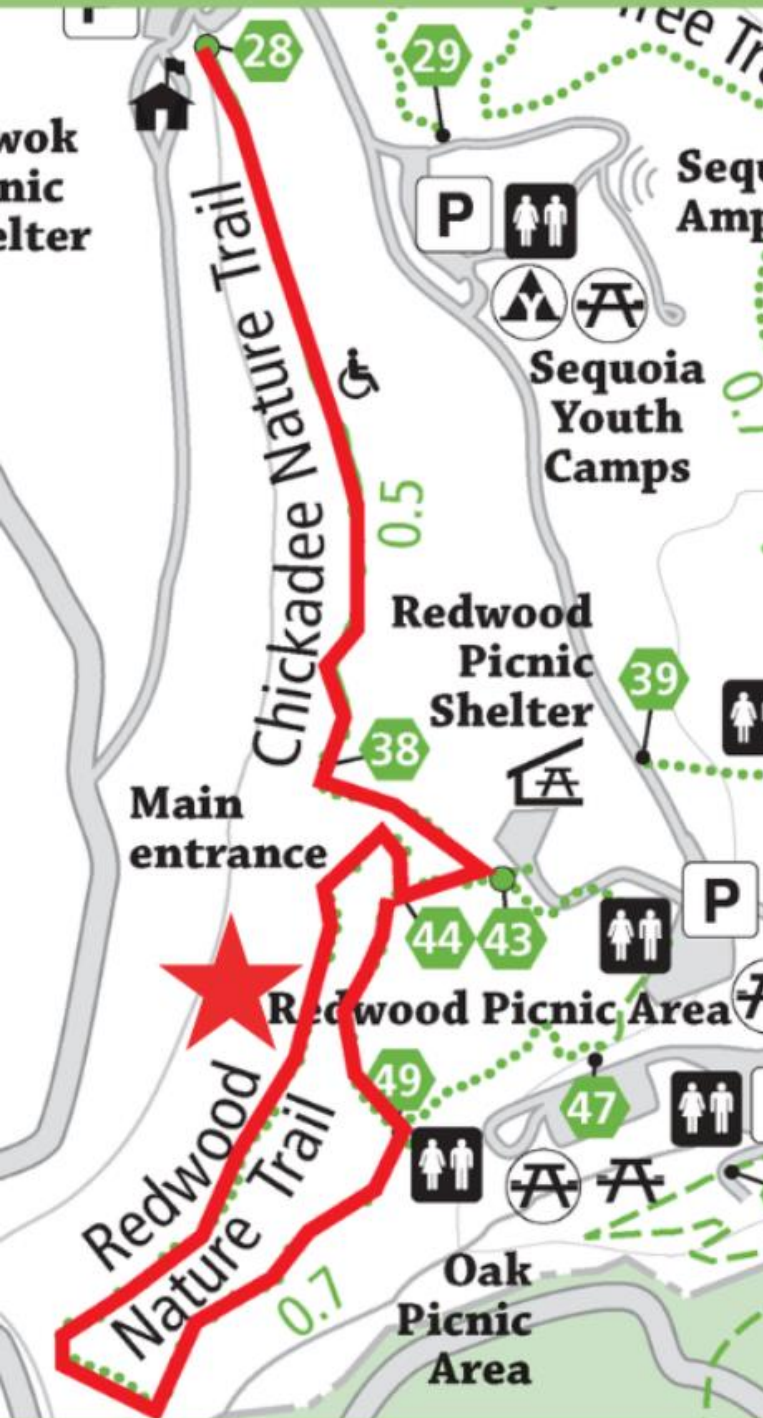 28
29
P
Sequoia
Youth
Camps
Chickadee Nature Trail
0.5
Redwood
Picnic
Shelter
39
38
Main
entrance
P
44
43
Redwood Picnic Area
49
47
Redwood
Nature Trail
0.7
Oak
Picnic
Area